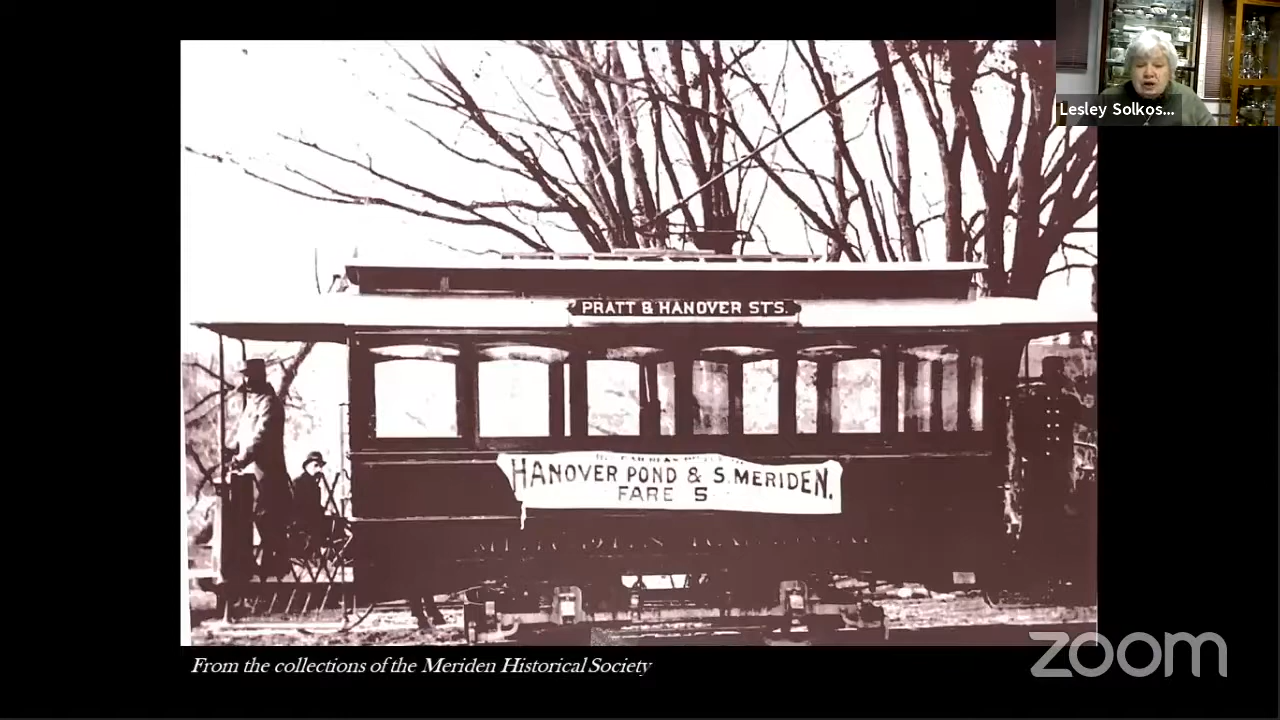 Lesley Solkos...
PRATT & HANOVER STS.
HANOVER POND & S. MERIDEN.
FARE 5
From the collections of the Meriden Historical Society
zoom